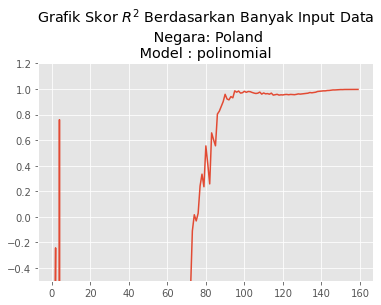 Grafik Skor R² Berdasarkan Banyak Input Data
Negara: Poland
Model : polinomial
1.2
1.0
0.8
0.6
0.4
0.2
0.0
−0.2
−0.4
0 20 40 60 80 100 120 140 160